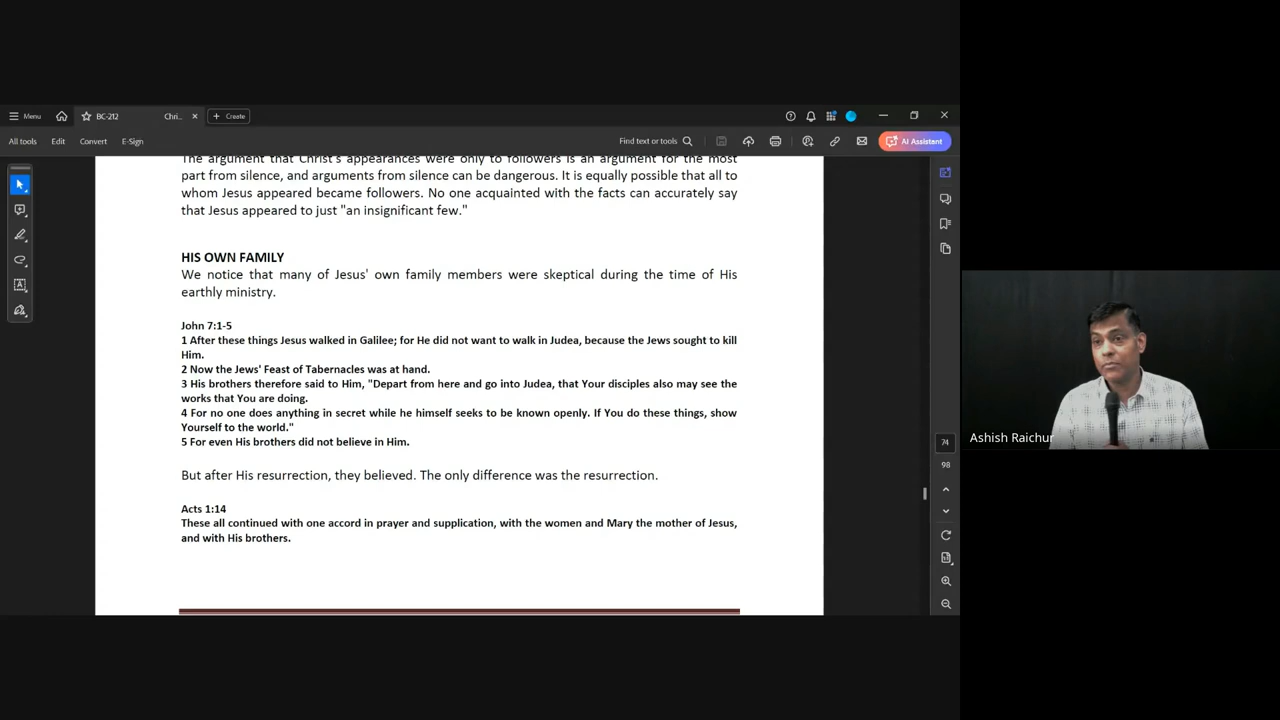 Menu
BC-212
Chri...
Create
All tools
Edit
Convert
E-Sign
Find text or tools
AI Assistant
The argument that Christ's appearances were only to followers is an argument for the most
part from silence, and arguments from silence can be dangerous. It is equally possible that all to
whom Jesus appeared became followers. No one acquainted with the facts can accurately say
that Jesus appeared to just "an insignificant few."
HIS OWN FAMILY
We notice that many of Jesus' own family members were skeptical during the time of His
earthly ministry.
John 7:1-5
1 After these things Jesus walked in Galilee; for He did not want to walk in Judea, because the Jews sought to kill
Him.
2 Now the Jews' Feast of Tabernacles was at hand.
3 His brothers therefore said to Him, "Depart from here and go into Judea, that Your disciples also may see the
works that You are doing.
4 For no one does anything in secret while he himself seeks to be known openly. If You do these things, show
Yourself to the world."
5 For even His brothers did not believe in Him.
But after His resurrection, they believed. The only difference was the resurrection.
Acts 1:14
These all continued with one accord in prayer and supplication, with the women and Mary the mother of Jesus,
and with His brothers.
74
98
Ashish Raichur